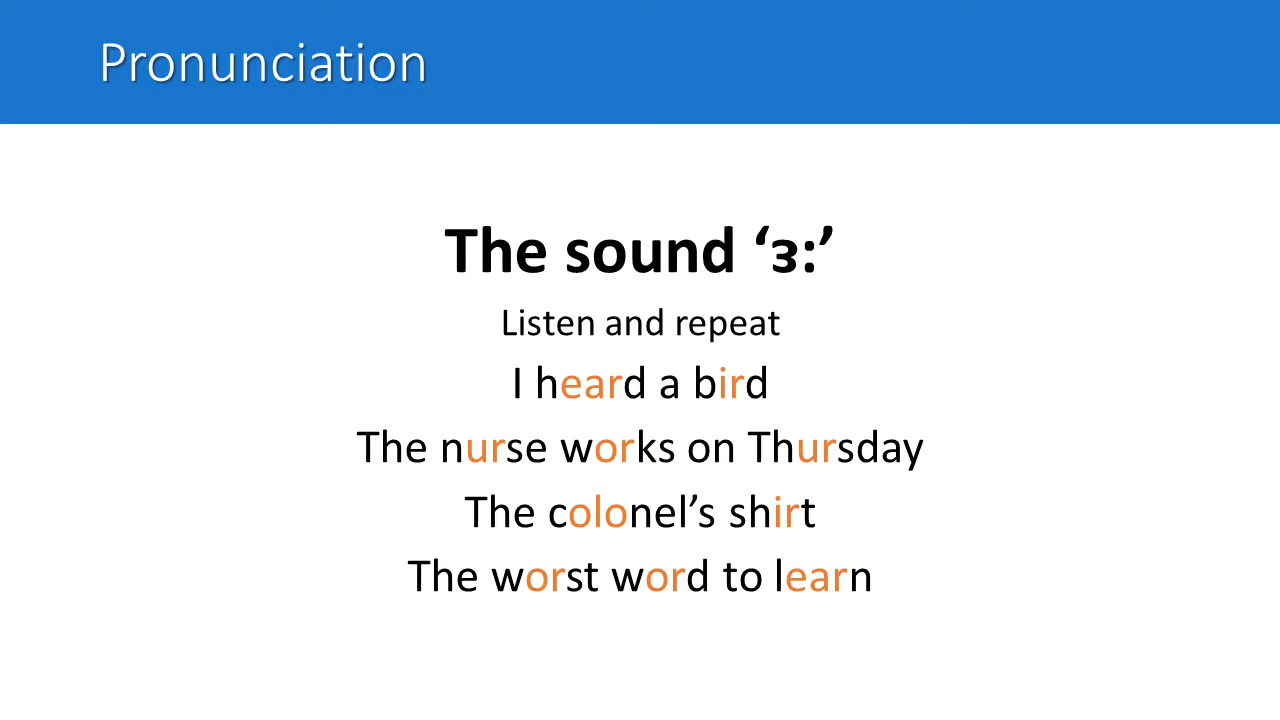 Pronunciation
The sound ‘ɜ:’
Listen and repeat
I heard a bird
The nurse works on Thursday
The colonel’s shirt
The worst word to learn